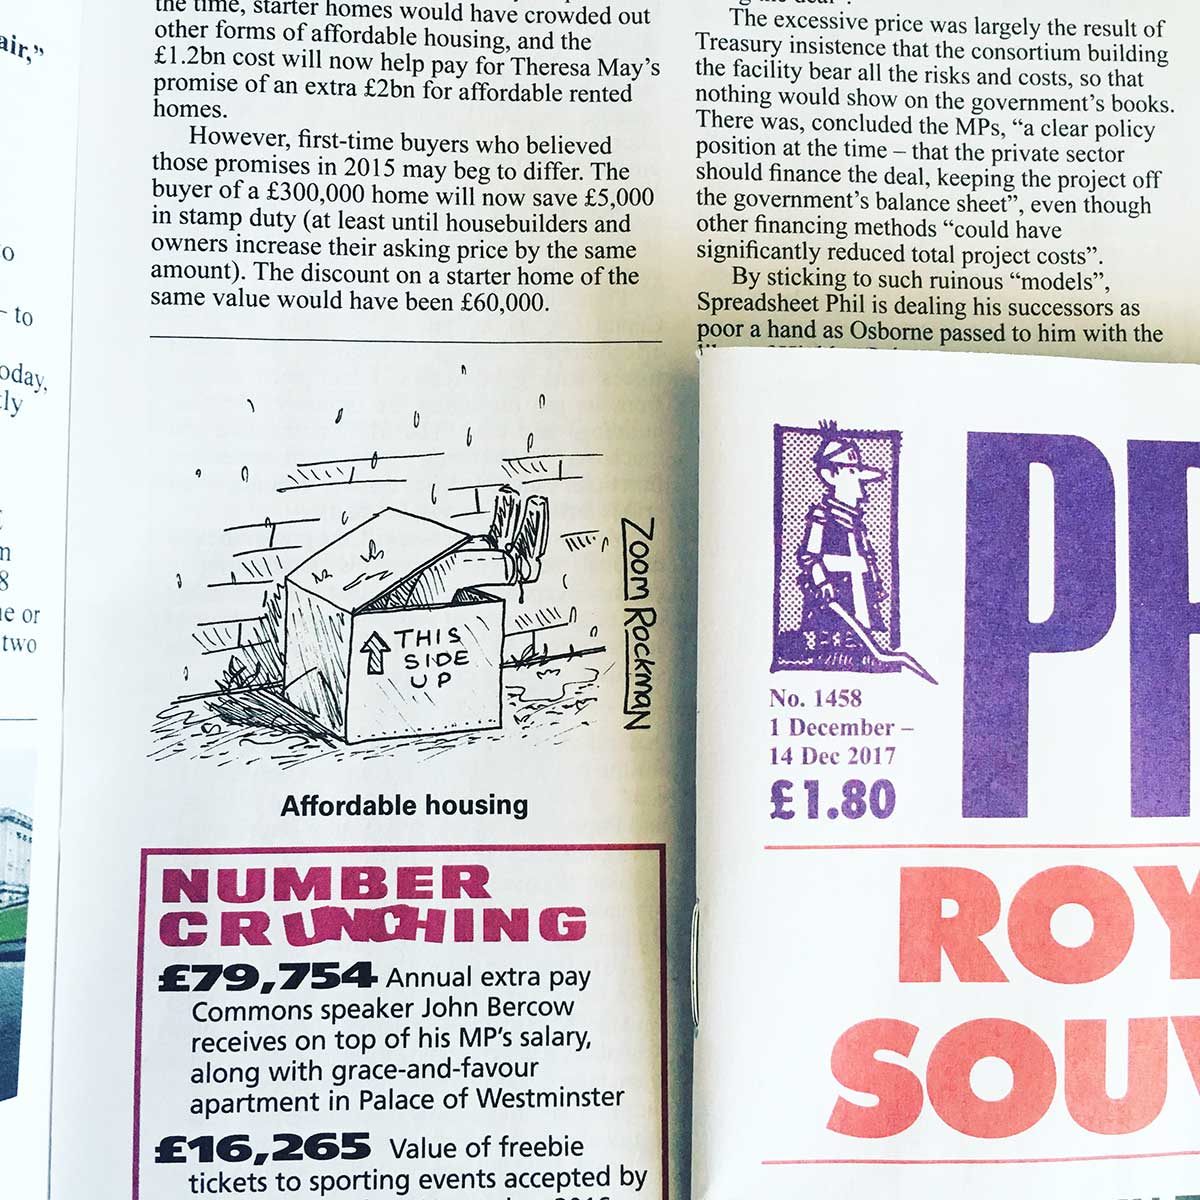 air,”
to
– to
oday,
tly
8
ne or
two
the time, starter homes would have crowded out
other forms of affordable housing, and the
£1.2bn cost will now help pay for Theresa May’s
promise of an extra £2bn for affordable rented
homes.
However, first-time buyers who believed
those promises in 2015 may beg to differ. The
buyer of a £300,000 home will now save £5,000
in stamp duty (at least until housebuilders and
owners increase their asking price by the same
amount). The discount on a starter home of the
same value would have been £60,000.
THIS
SIDE
UP
Zoom Rockman
Affordable housing
NUMBER
CRUNCHING
£79,754 Annual extra pay
Commons speaker John Bercow
receives on top of his MP’s salary,
along with grace-and-favour
apartment in Palace of Westminster
£16,265 Value of freebie
tickets to sporting events accepted by
The excessive price was largely the result of
Treasury insistence that the consortium building
the facility bear all the risks and costs, so that
nothing would show on the government’s books.
There was, concluded the MPs, “a clear policy
position at the time – that the private sector
should finance the deal, keeping the project off
the government’s balance sheet”, even though
other financing methods “could have
significantly reduced total project costs”.
By sticking to such ruinous “models”,
Spreadsheet Phil is dealing his successors as
poor a hand as Osborne passed to him with the
No. 1458
1 December –
14 Dec 2017
£1.80
PR
ROY
SOUV